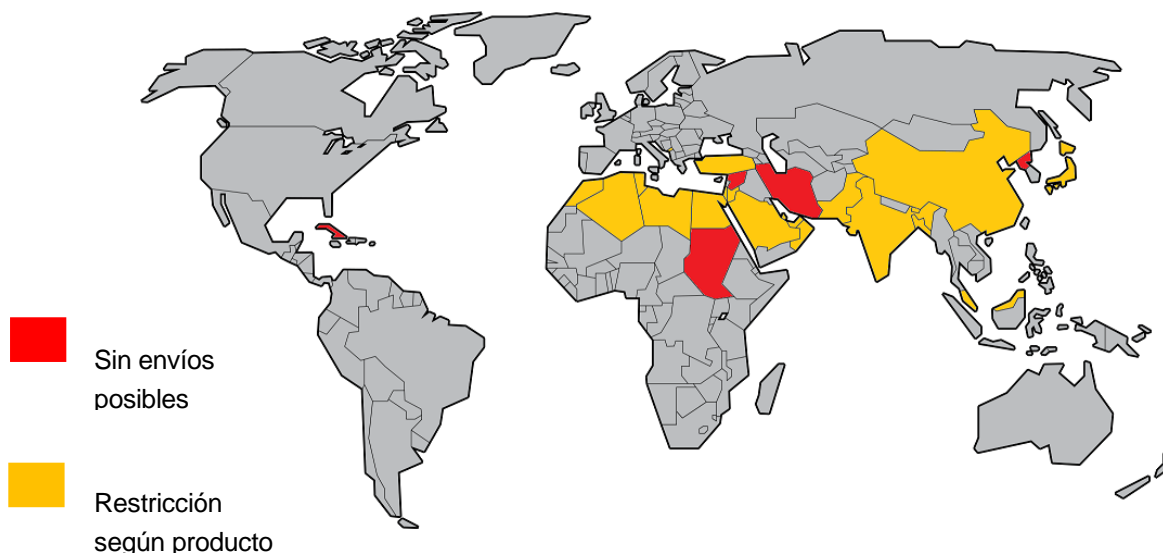 Sin envíos
posibles
Restricción
según producto